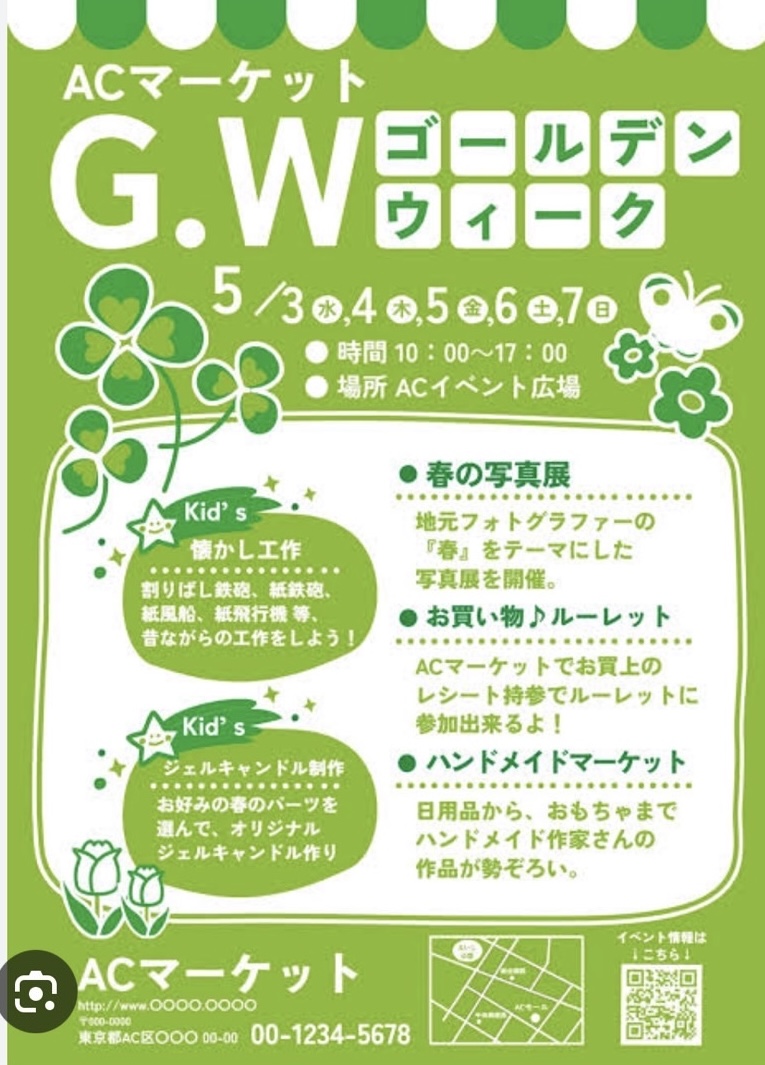 ACマーケット
G.W
ゴールデン
ウィーク
5/3水,4木,5金,6土,7日
● 時間 10：00〜17：00
● 場所 ACイベント広場
Kid's
懐かし工作
割りばし鉄砲、紙鉄砲、
紙風船、紙飛行機 等、
昔ながらの工作をしよう！
Kid's
ジェルキャンドル制作
お好みの春のパーツを
選んで、オリジナル
ジェルキャンドル作り
● 春の写真展
地元フォトグラファーの
『春』をテーマにした
写真展を開催。
● お買い物♪ルーレット
ACマーケットでお買上の
レシート持参でルーレットに
参加出来るよ！
● ハンドメイドマーケット
日用品から、おもちゃまで
ハンドメイド作家さんの
作品が勢ぞろい。
ACマーケット
http://www.〇〇〇〇.〇〇〇〇
〒000-0000
東京都AC区〇〇〇 00-00 00-1234-5678
ACモール
イベント情報は
↓こちら↓